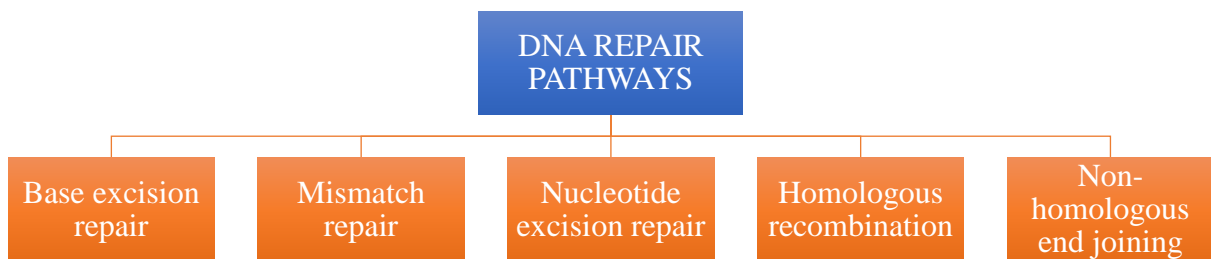 DNA REPAIR
PATHWAYS
Base excision
repair
Mismatch
repair
Nucleotide
excision repair
Homologous
recombination
Non-
homologous
end joining